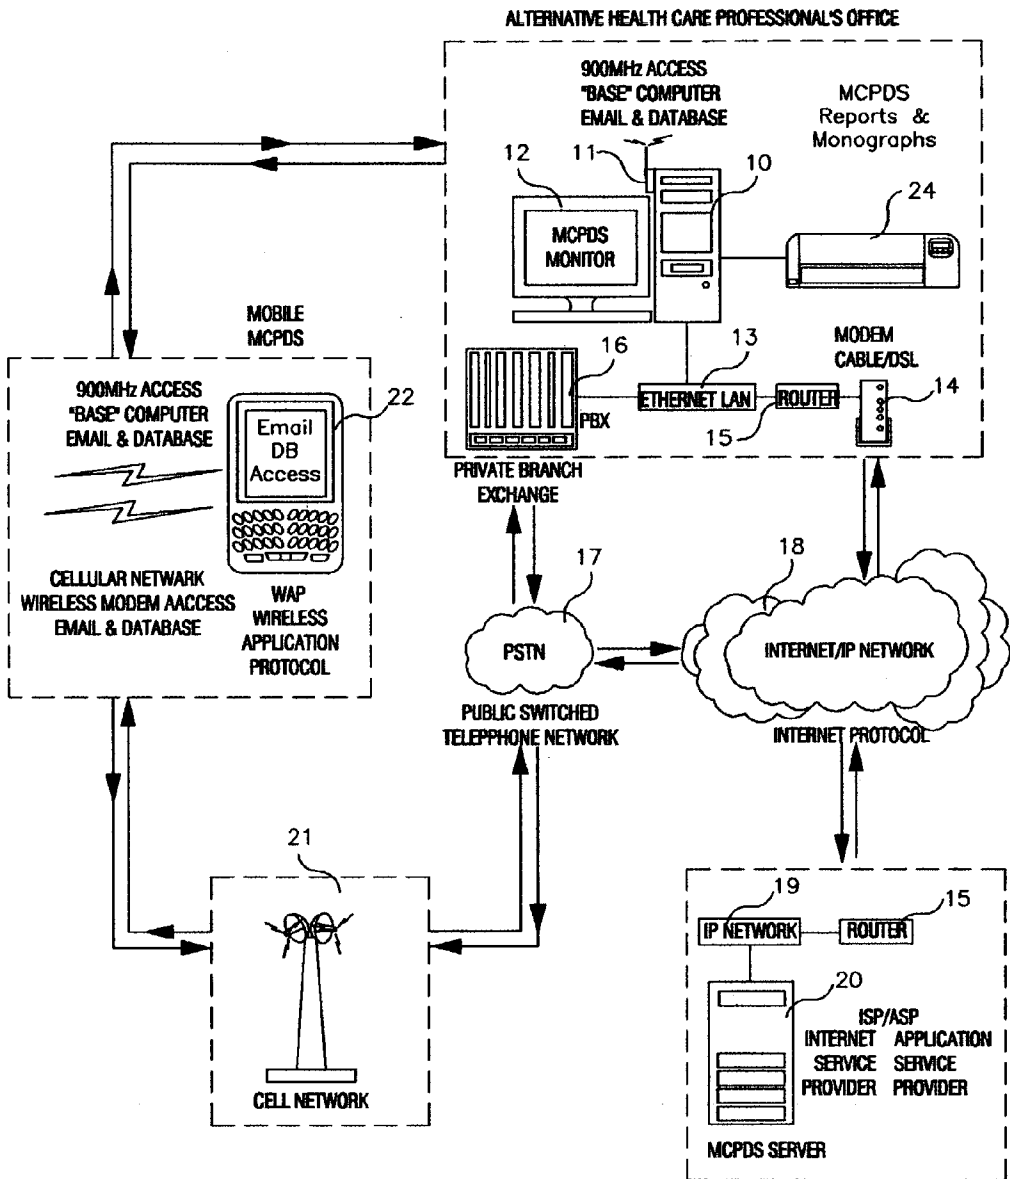 ALTERNATIVE HEALTH CARE PROFESSIONAL'S OFFICE
900MHz ACCESS
"BASE" COMPUTER
EMAIL & DATABASE
MCPDS
Reports &
Monographs
12
11
10
24
MCPDS
MONITOR
MOBILE
MCPDS
16
13
MODEM
CABLE/DSL
14
ETHERNET LAN
ROUTER
15
PBX
PRIVATE BRANCH
EXCHANGE
900MHz ACCESS
"BASE" COMPUTER
EMAIL & DATABASE
22
Email
DB
Access
CELLULAR NETWARK
WIRELESS MODEM AACCESS
EMAIL & DATABASE
WAP
WIRELESS
APPLICATION
PROTOCOL
17
18
PSTN
INTERNET/IP NETWORK
PUBLIC SWITCHED
TELEPPHONE NETWORK
INTERNET PROTOCOL
21
CELL NETWORK
19
15
IP NETWORK
ROUTER
20
ISP/ASP
INTERNET APPLICATION
SERVICE SERVICE
PROVIDER PROVIDER
MCPDS SERVER